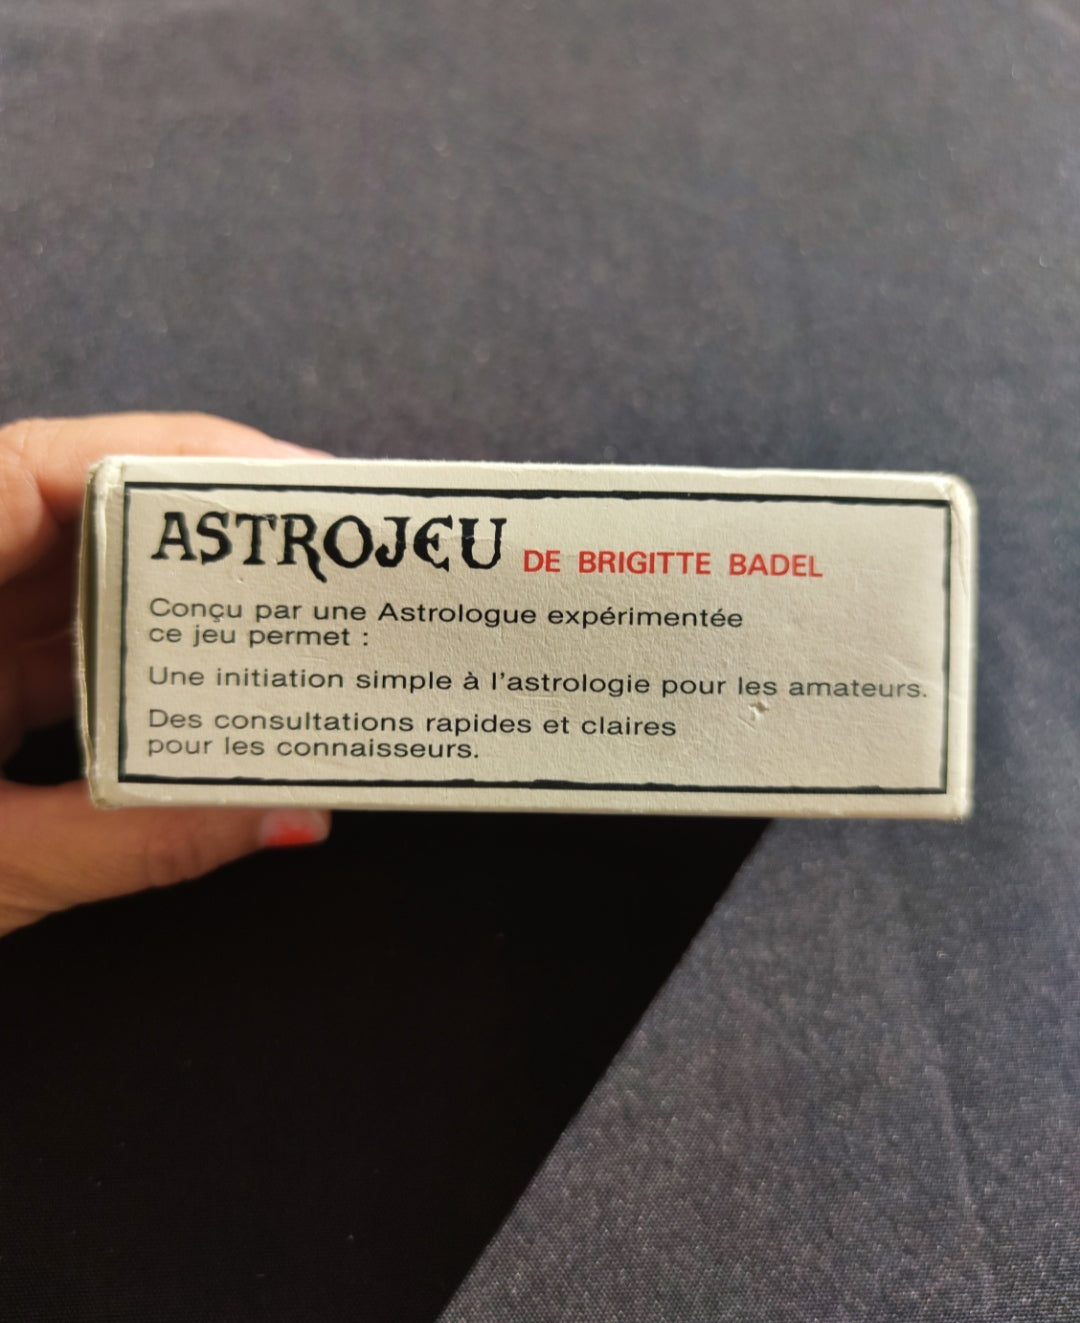 ASTROJEU DE BRIGITTE BADEL
Conçu par une Astrologue expérimentée
ce jeu permet :
Une initiation simple à l'astrologie pour les amateurs.
Des consultations rapides et claires
pour les connaisseurs.